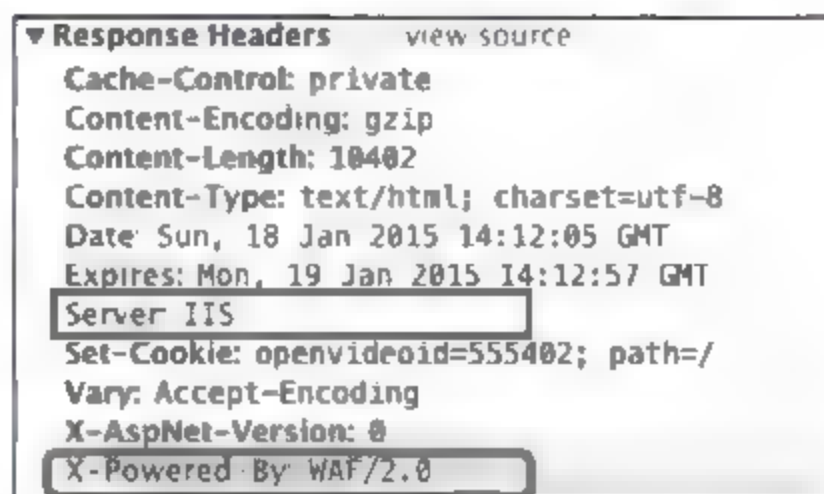 ▼ Response Headers view source
Cache-Control: private
Content-Encoding: gzip
Content-Length: 10402
Content-Type: text/html; charset=utf-8
Date: Sun, 18 Jan 2015 14:12:05 GMT
Expires: Mon, 19 Jan 2015 14:12:57 GMT
Server IIS
Set-Cookie: openvideoid=555402; path=/
Vary: Accept-Encoding
X-AspNet-Version: 0
X-Powered-By WAF/2.0